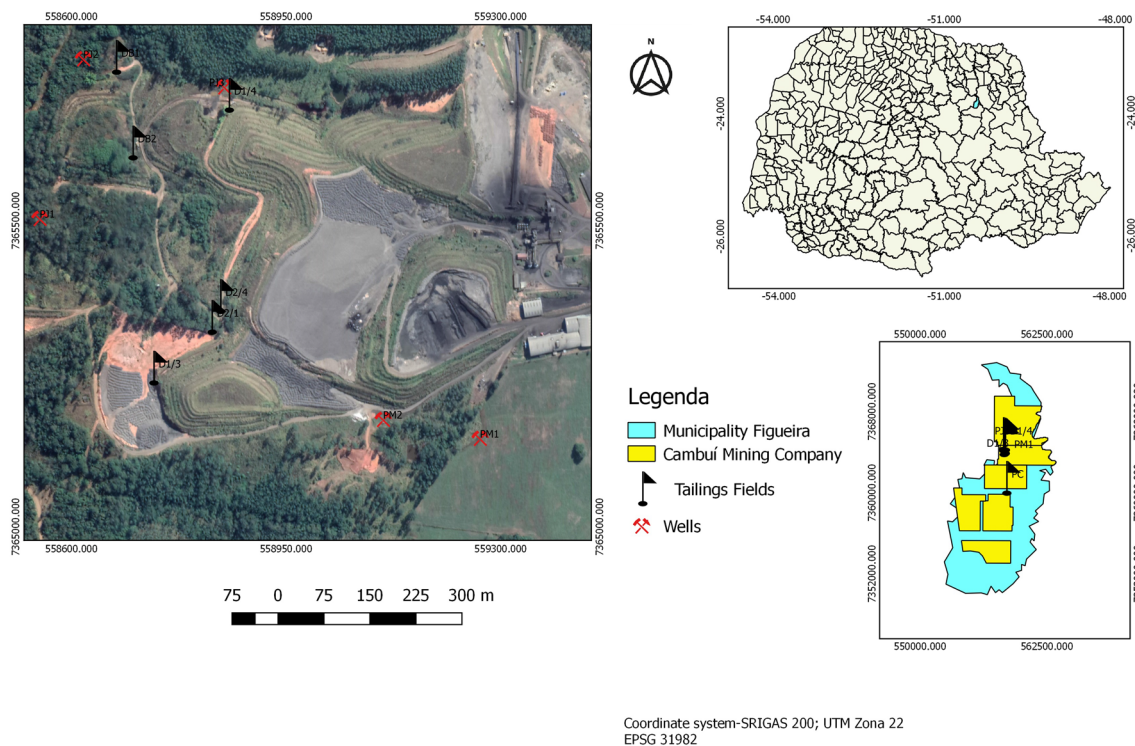 558600.000
558950.000
559300.000
7365500.000
7365000.000
7365500.000
7365000.000
PJ2
DB1
D1/4
DB2
PJ1
D2/4
D2/1
D1/3
PM2
PM1
558600.000
558950.000
559300.000
75 0 75 150 225 300 m
N
-54.000
-51.000
-48.000
-24.000
-26.000
-24.000
-26.000
-54.000
-51.000
-48.000
Legenda
Municipality Figueira
Cambuí Mining Company
Tailings Fields
Wells
550000.000
562500.000
7368000.000
7360000.000
7352000.000
PM1
PC
550000.000
562500.000
Coordinate system-SRIGAS 200; UTM Zona 22
EPSG 31982